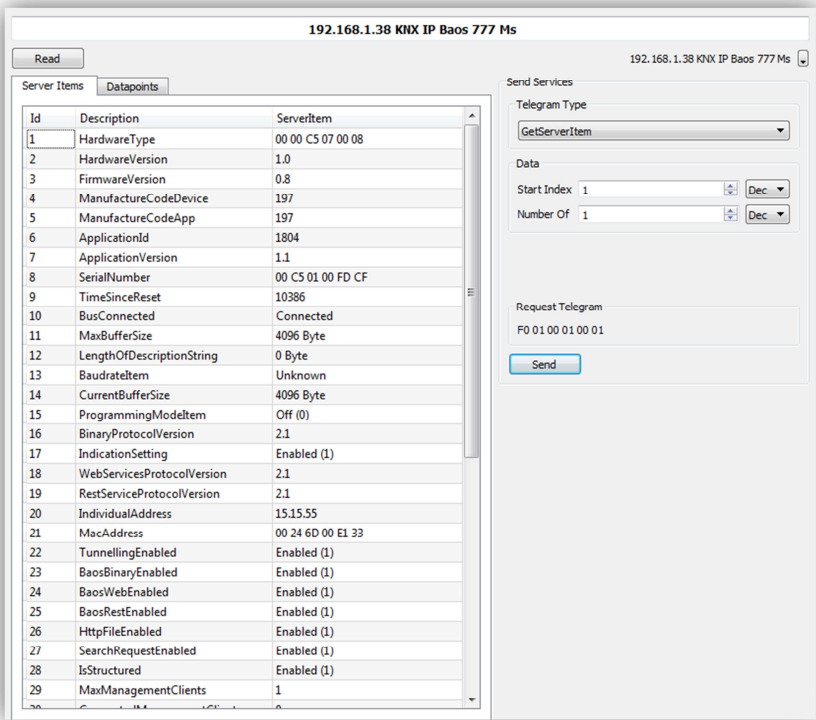 192.168.1.38 KNX IP Baos 777 Ms
Read
192.168.1.38 KNX IP Baos 777 Ms
Server Items Datapoints
Id Description ServerItem
1 HardwareType 00 00 C5 07 00 08
2 HardwareVersion 1.0
3 FirmwareVersion 0.8
4 ManufactureCodeDevice 197
5 ManufactureCodeApp 197
6 ApplicationId 1804
7 ApplicationVersion 1.1
8 SerialNumber 00 C5 01 00 FD CF
9 TimeSinceReset 10386
10 BusConnected Connected
11 MaxBufferSize 4096 Byte
12 LengthOfDescriptionString 0 Byte
13 BaudrateItem Unknown
14 CurrentBufferSize 4096 Byte
15 ProgrammingModeItem Off (0)
16 BinaryProtocolVersion 2.1
17 IndicationSetting Enabled (1)
18 WebServicesProtocolVersion 2.1
19 RestServiceProtocolVersion 2.1
20 IndividualAddress 15.15.55
21 MacAddress 00 24 6D 00 E1 33
22 TunnellingEnabled Enabled (1)
23 BaosBinaryEnabled Enabled (1)
24 BaosWebEnabled Enabled (1)
25 BaosRestEnabled Enabled (1)
26 HttpFileEnabled Enabled (1)
27 SearchRequestEnabled Enabled (1)
28 IsStructured Enabled (1)
29 MaxManagementClients 1
Send Services
Telegram Type
GetServerItem
Data
Start Index 1 Dec
Number Of 1 Dec
Request Telegram
F0 01 00 01 00 01
Send